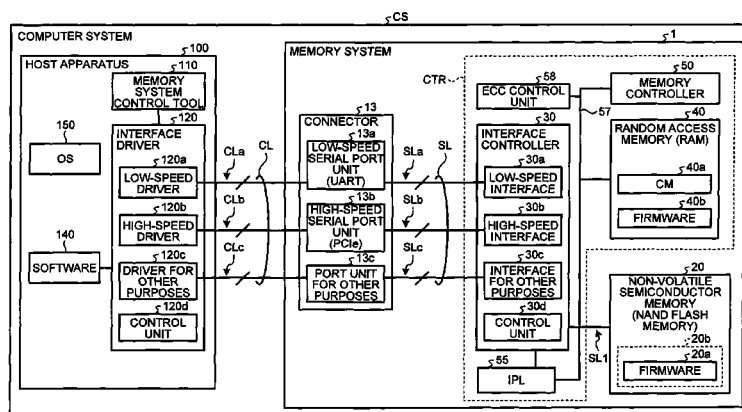 CS
COMPUTER SYSTEM
100
HOST APPARATUS
110
MEMORY
SYSTEM
CONTROL TOOL
150
OS
120
INTERFACE
DRIVER
120a
LOW-SPEED
DRIVER
120b
HIGH-SPEED
DRIVER
140
SOFTWARE
120c
DRIVER FOR
OTHER
PURPOSES
120d
CONTROL
UNIT
CLa
CL
CLb
CLc
1
MEMORY SYSTEM
13
CONNECTOR
13a
LOW-SPEED
SERIAL PORT
UNIT
(UART)
13b
HIGH-SPEED
SERIAL PORT
UNIT
(PCIe)
13c
PORT UNIT
FOR OTHER
PURPOSES
SLa
SL
SLb
SLc
CTR
58
ECC CONTROL
UNIT
57
30
INTERFACE
CONTROLLER
30a
LOW-SPEED
INTERFACE
30b
HIGH-SPEED
INTERFACE
30c
INTERFACE
FOR OTHER
PURPOSES
30d
CONTROL
UNIT
55
IPL
50
MEMORY
CONTROLLER
40
RANDOM ACCESS
MEMORY (RAM)
40a
CM
40b
FIRMWARE
20
NON-VOLATILE
SEMICONDUCTOR
MEMORY
(NAND FLASH
MEMORY)
20b
20a
FIRMWARE
SL1